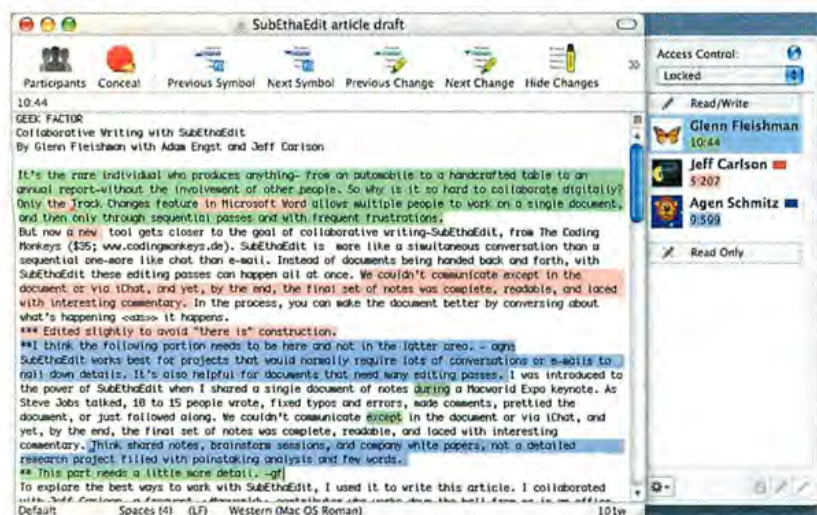 SubEthaEdit article draft
Participants Conceal Previous Symbol Next Symbol Previous Change Next Change Hide Changes
10:44
GEEK FACTOR
Collaborative Writing with SubEthaEdit
By Glenn Fleishman with Adam Engst and Jeff Carlson
It's the rare individual who produces anything- from an automobile to a handcrafted table to an
annual report-without the involvement of other people. So why is it so hard to collaborate digitally?
Only the Track Changes feature in Microsoft Word allows multiple people to work on a single document,
and then only through sequential passes and with frequent frustrations.
But now a new tool gets closer to the goal of collaborative writing-SubEthaEdit, from The Coding
Monkeys ($35; www.codingmonkeys.de). SubEthaEdit is more like a simultaneous conversation than a
sequential one-more like chat than e-mail. Instead of documents being handed back and forth, with
SubEthaEdit these editing passes can happen all at once. We couldn't communicate except in the
document or via iChat, and yet, by the end, the final set of notes was complete, readable, and laced
with interesting commentary. In the process, you can make the document better by conversing about
what's happening <<as>> it happens.
*** Edited slightly to avoid "there is" construction.
**I think the following portion needs to be here and not in the latter area. - agns
SubEthaEdit works best for projects that would normally require lots of conversations or e-mails to
nail down details. It's also helpful for documents that need many editing passes. I was introduced to
the power of SubEthaEdit when I shared a single document of notes during a Macworld Expo keynote. As
Steve Jobs talked, 10 to 15 people wrote, fixed typos and errors, made comments, prettied the
document, or just followed along. We couldn't communicate except in the document or via iChat, and
yet, by the end, the final set of notes was complete, readable, and laced with interesting
commentary. Think shared notes, brainstorm sessions, and company white papers, not a detailed
research project filled with painstaking analysis and few words.
** This part needs a little more detail. -gf
To explore the best ways to work with SubEthaEdit, I used it to write this article. I collaborated
with Jeff Carlson, a frequent
Default Spaces (4) (LF) Western (Mac OS Roman) 101w
Access Control:
Locked
Read/Write
Glenn Fleishman
10:44
Jeff Carlson
5:207
Agen Schmitz
9:599
Read Only